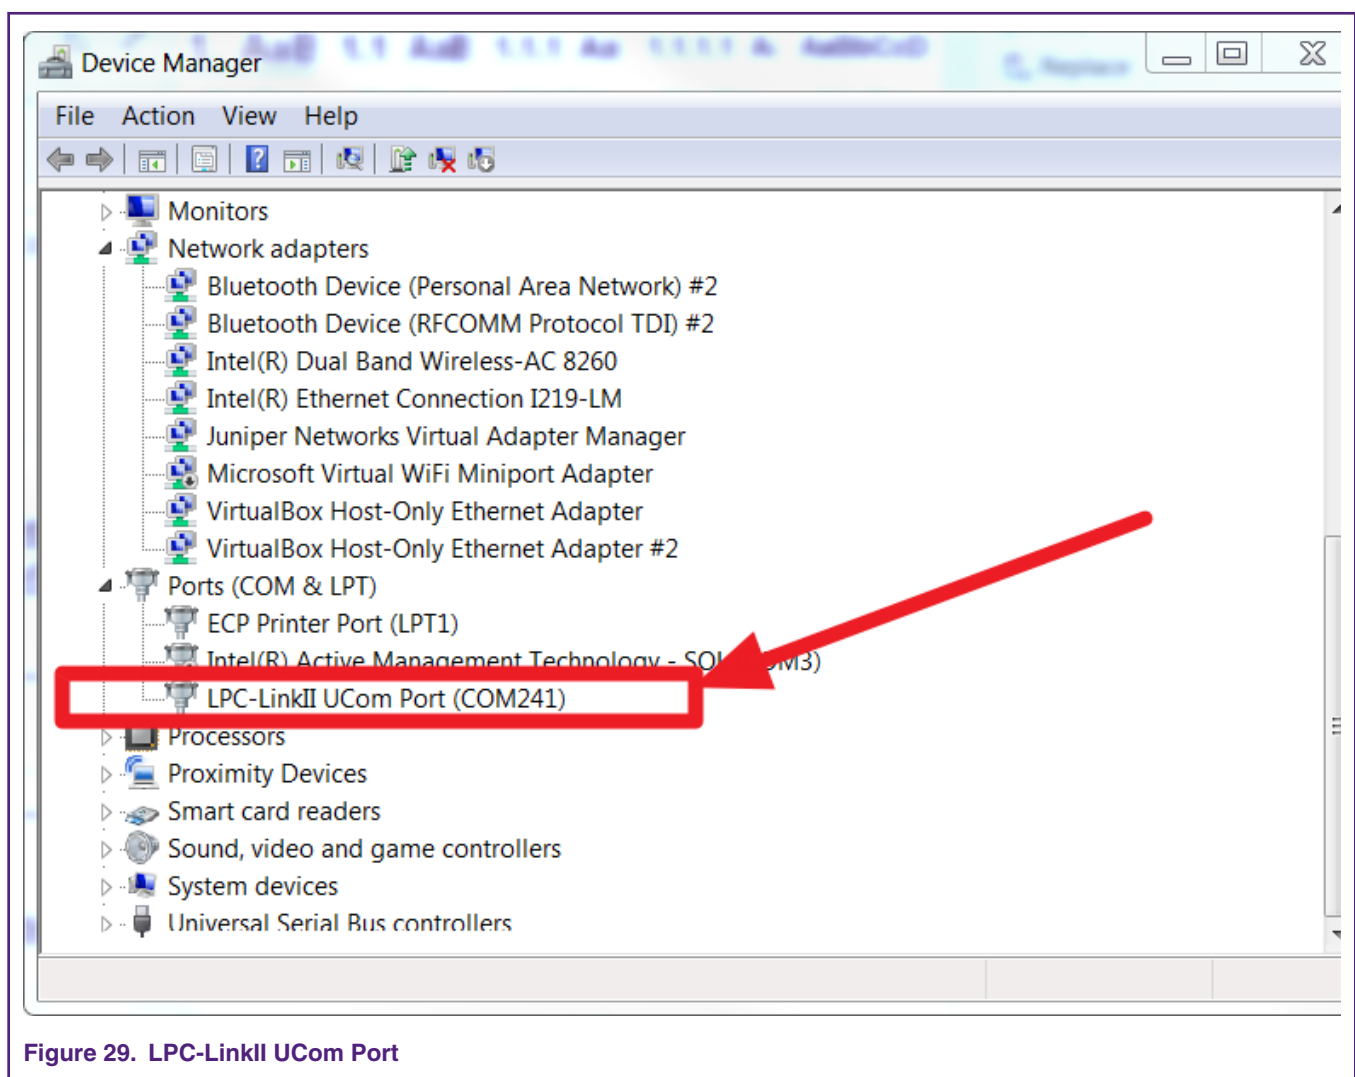 Device Manager
File Action View Help
Monitors
Network adapters
Bluetooth Device (Personal Area Network) #2
Bluetooth Device (RFCOMM Protocol TDI) #2
Intel(R) Dual Band Wireless-AC 8260
Intel(R) Ethernet Connection I219-LM
Juniper Networks Virtual Adapter Manager
Microsoft Virtual WiFi Miniport Adapter
VirtualBox Host-Only Ethernet Adapter
VirtualBox Host-Only Ethernet Adapter #2
Ports (COM & LPT)
ECP Printer Port (LPT1)
Intel(R) Active Management Technology -
LPC-LinkII UCom Port (COM241)
Processors
Proximity Devices
Smart card readers
Sound, video and game controllers
System devices
Universal Serial Bus controllers
Figure 29. LPC-LinkII UCom Port